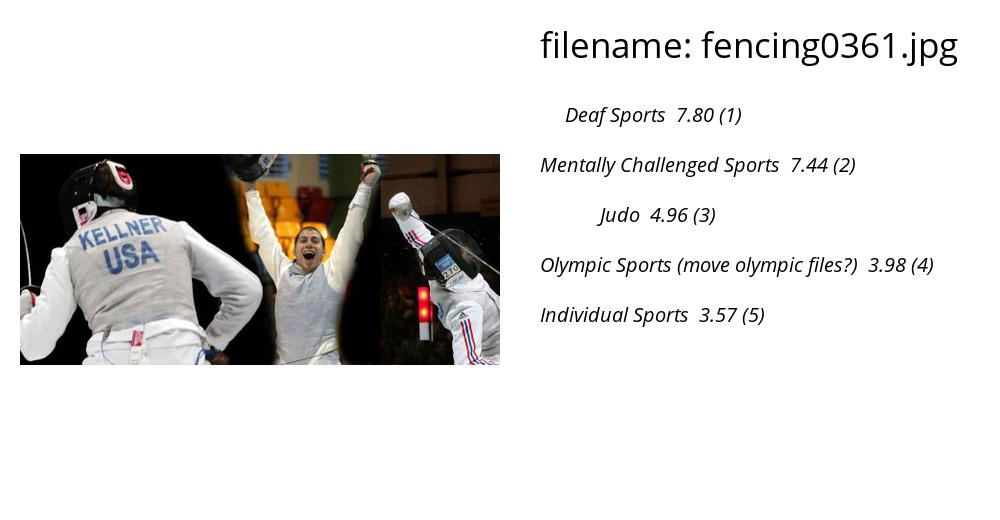 filename: fencing0361.jpg
Deaf Sports 7.80 (1)
Mentally Challenged Sports 7.44 (2)
Judo 4.96 (3)
Olympic Sports (move olympic files?) 3.98 (4)
Individual Sports 3.57 (5)
KELLNER
USA